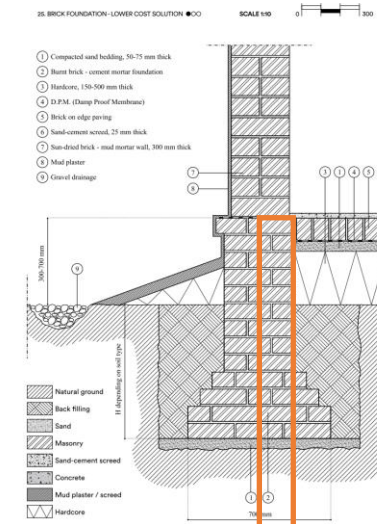 25. BRICK FOUNDATION - LOWER COST SOLUTION
SCALE 1:10
0
300
1 Compacted sand bedding, 50-75 mm thick
2 Burnt brick - cement mortar foundation
3 Hardcore, 150-500 mm thick
4 D.P.M. (Damp Proof Membrane)
5 Brick on edge paving
6 Sand-cement screed, 25 mm thick
7 Sun-dried brick - mud mortar wall, 300 mm thick
8 Mud plaster
9 Gravel drainage
3 1 4 5
7
8
300-700 mm
9
H depending on soil type
Natural ground
Back filling
Sand
Masonry
Sand-cement screed
Concrete
Mud plaster / screed
Hardcore
1 2
700 mm